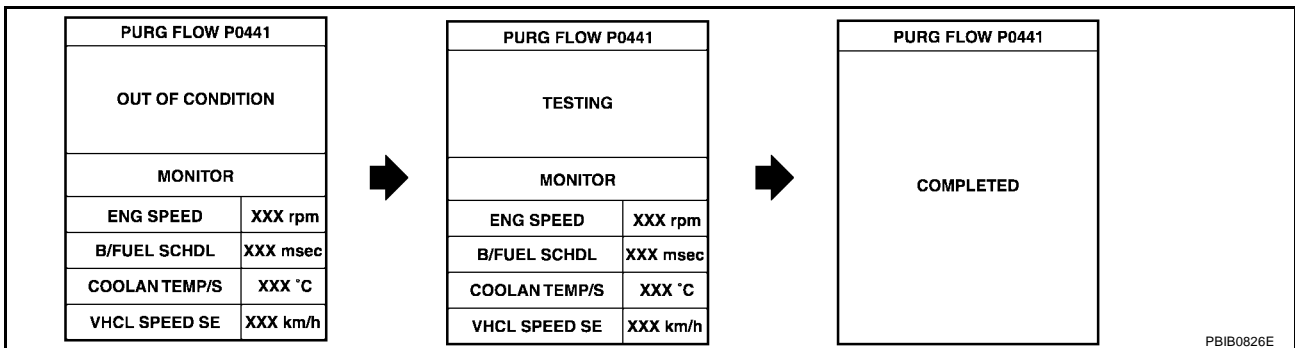 PURG FLOW P0441
OUT OF CONDITION
MONITOR
ENG SPEED XXX rpm
B/FUEL SCHDL XXX msec
COOLAN TEMP/S XXX °C
VHCL SPEED SE XXX km/h
PURG FLOW P0441
TESTING
MONITOR
ENG SPEED XXX rpm
B/FUEL SCHDL XXX msec
COOLAN TEMP/S XXX °C
VHCL SPEED SE XXX km/h
PURG FLOW P0441
COMPLETED
PBIB0826E